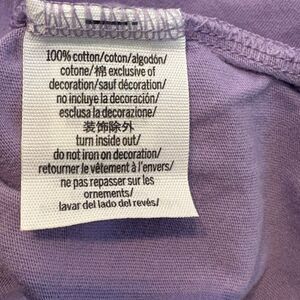 100% cotton/coton/algodón/
cotone/棉 exclusive of
decoration/sauf décoration/
no incluye la decoración/
esclusa la decorazione/
装饰除外
turn inside out/
do not iron on decoration/
retourner le vêtement à l'envers/
ne pas repasser sur les
ornements/
lavar del lado del revés/